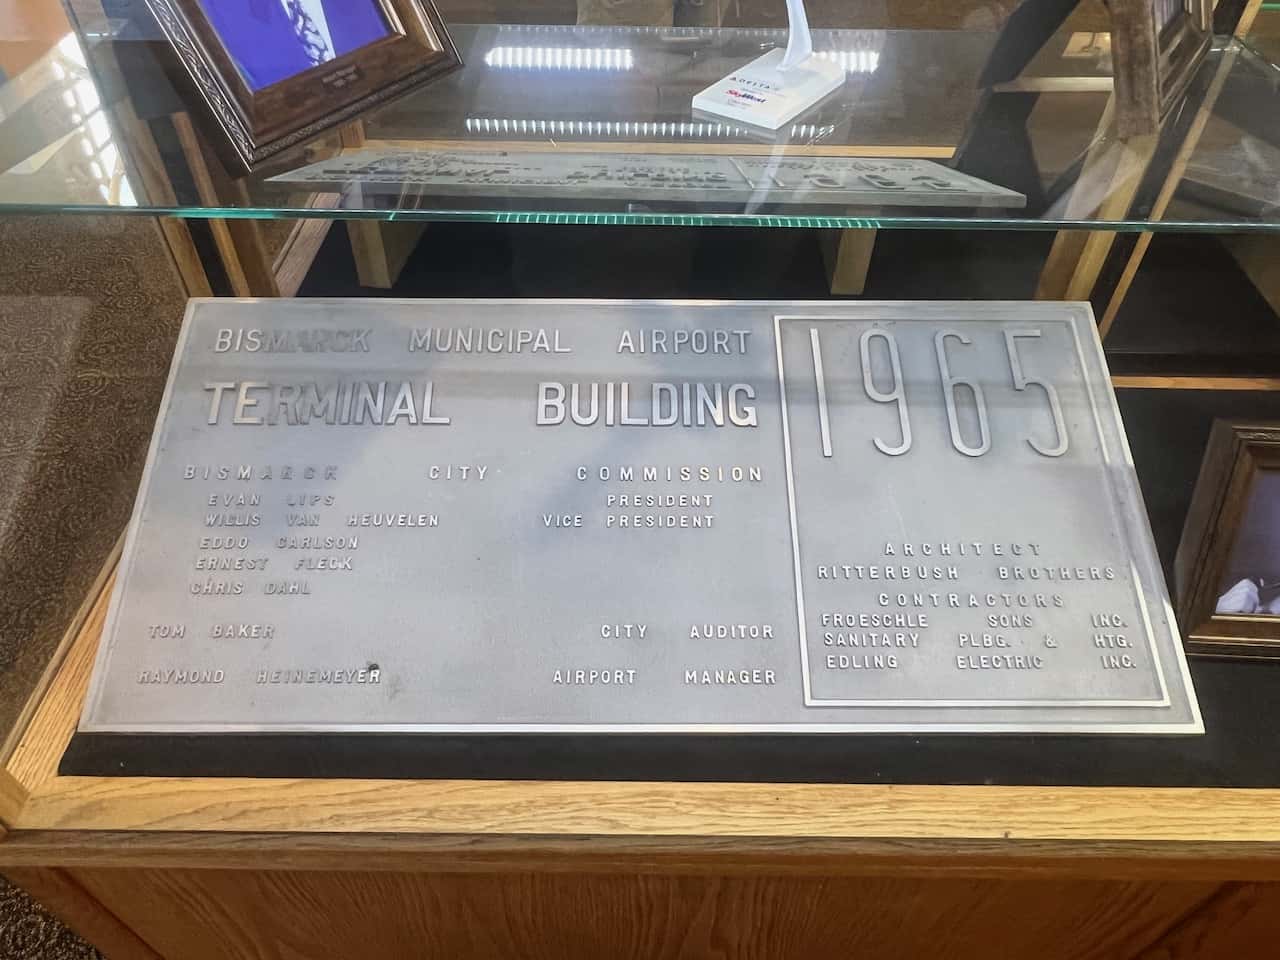 DELTA
SkyWest
BISMARCK MUNICIPAL AIRPORT
TERMINAL BUILDING
1965
BISMARCK CITY COMMISSION
EVAN LIPS PRESIDENT
WILLIS VAN HEUVELEN VICE PRESIDENT
EDDO CARLSON
ERNEST FLECK
CHRIS DAHL
TOM BAKER CITY AUDITOR
RAYMOND HEINEMEYER AIRPORT MANAGER
ARCHITECT
RITTERBUSH BROTHERS
CONTRACTORS
FROESCHLE SONS INC.
SANITARY PLBG. & HTG.
EDLING ELECTRIC INC.